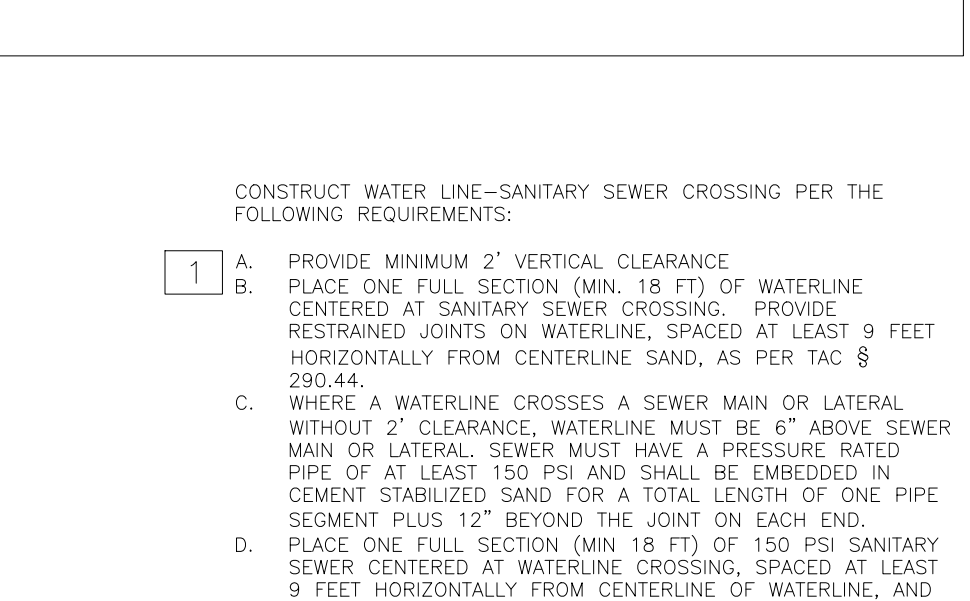 CONSTRUCT WATER LINE–SANITARY SEWER CROSSING PER THE
FOLLOWING REQUIREMENTS:
1
A. PROVIDE MINIMUM 2' VERTICAL CLEARANCE
B. PLACE ONE FULL SECTION (MIN. 18 FT) OF WATERLINE
CENTERED AT SANITARY SEWER CROSSING. PROVIDE
RESTRAINED JOINTS ON WATERLINE, SPACED AT LEAST 9 FEET
HORIZONTALLY FROM CENTERLINE SAND, AS PER TAC §
290.44.
C. WHERE A WATERLINE CROSSES A SEWER MAIN OR LATERAL
WITHOUT 2' CLEARANCE, WATERLINE MUST BE 6" ABOVE SEWER
MAIN OR LATERAL. SEWER MUST HAVE A PRESSURE RATED
PIPE OF AT LEAST 150 PSI AND SHALL BE EMBEDDED IN
CEMENT STABILIZED SAND FOR A TOTAL LENGTH OF ONE PIPE
SEGMENT PLUS 12" BEYOND THE JOINT ON EACH END.
D. PLACE ONE FULL SECTION (MIN 18 FT) OF 150 PSI SANITARY
SEWER CENTERED AT WATERLINE CROSSING, SPACED AT LEAST
9 FEET HORIZONTALLY FROM CENTERLINE OF WATERLINE, AND